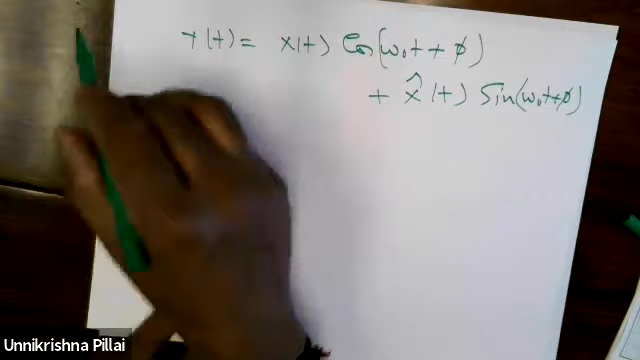 Y(t) = X(t) Cos(ω₀t + φ)
+ X̂(t) Sin(ω₀t+φ)
Unnikrishna Pillai